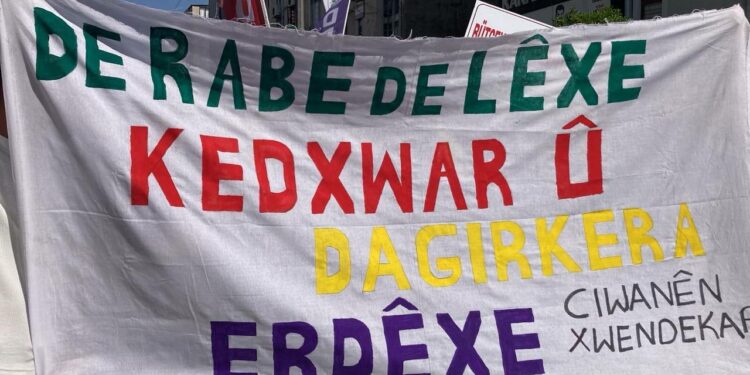 DE RABE DE LÊXE
KEDXWAR Û
DAGIRKERA
ERDÊXE
CIWANÊN
XWENDEKAR